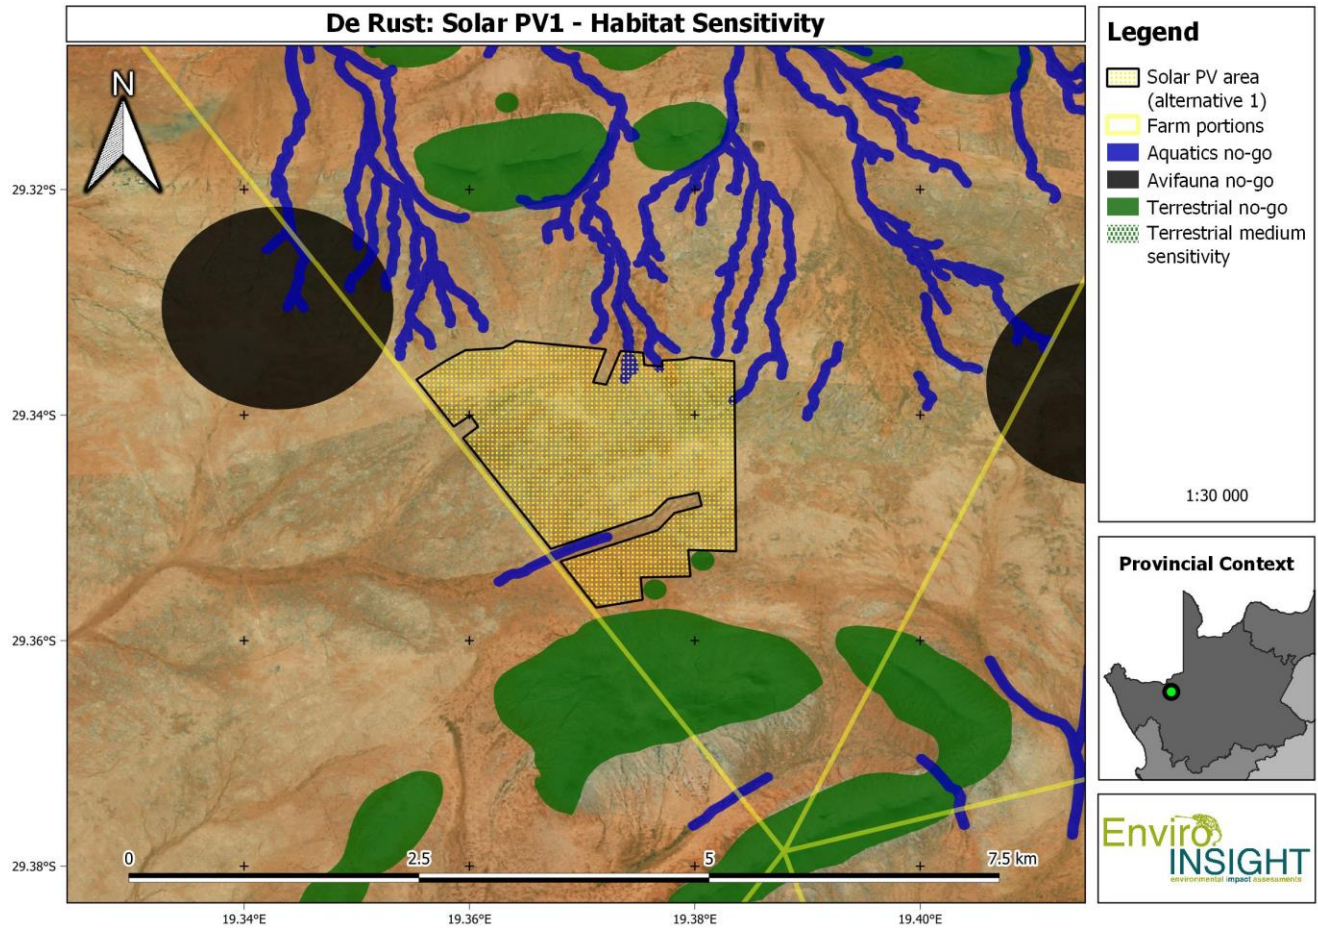 De Rust: Solar PV1 - Habitat Sensitivity
N
29.32°S
29.34°S
29.36°S
29.38°S
0
2.5
5
7.5 km
19.34°E
19.36°E
19.38°E
19.40°E
Legend
Solar PV area
(alternative 1)
Farm portions
Aquatics no-go
Avifauna no-go
Terrestrial no-go
Terrestrial medium
sensitivity
1:30 000
Provincial Context
Enviro
INSIGHT
environmental impact assessments